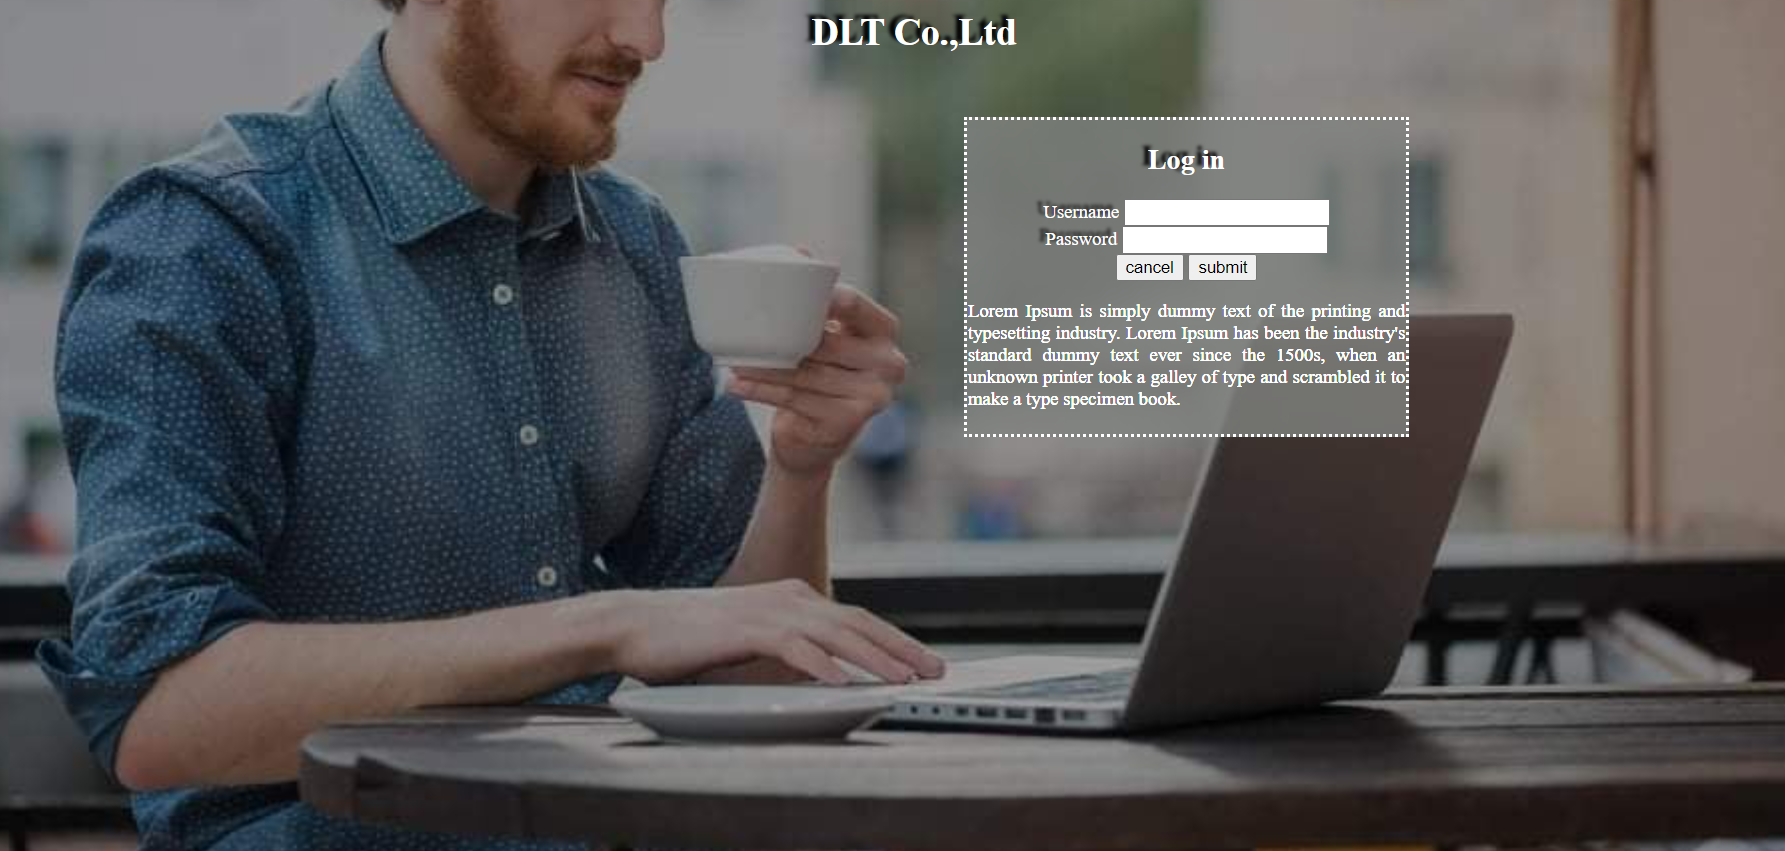 DLT Co.,Ltd
Log in
Username
Password
cancel submit
Lorem Ipsum is simply dummy text of the printing and
typesetting industry. Lorem Ipsum has been the industry's
standard dummy text ever since the 1500s, when an
unknown printer took a galley of type and scrambled it to
make a type specimen book.